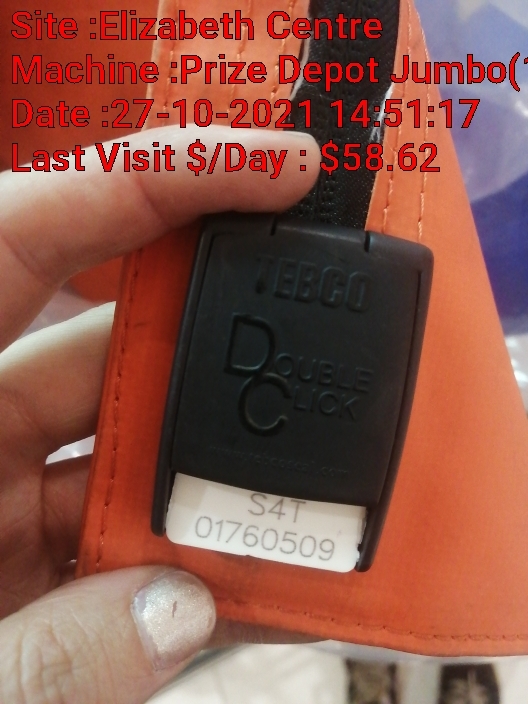 Site :Elizabeth Centre
Machine :Prize Depot Jumbo(
Date :27-10-2021 14:51:17
Last Visit $/Day : $58.62
TEBCO
DOUBLE
CLICK
S4T
01760509